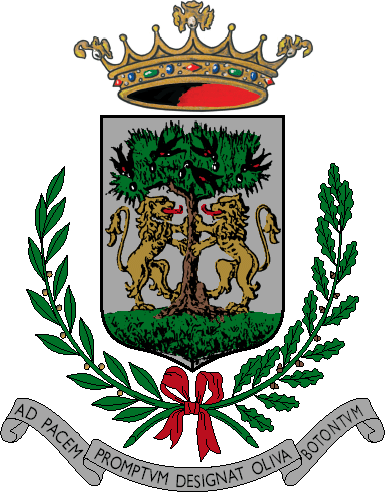 AD PACEM
PROMPTVM DESIGNAT OLIVA
BOTONTVM